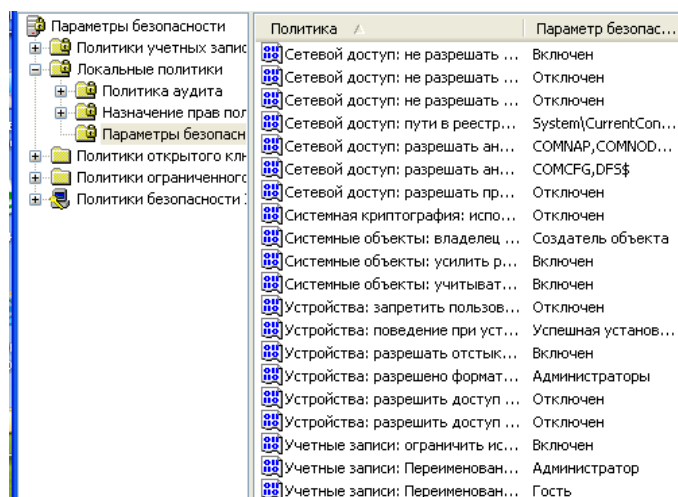 Параметры безопасности
Политики учетных запис
Локальные политики
Политика аудита
Назначение прав пол
Параметры безопасн
Политики открытого клн
Политики ограниченного
Политики безопасности :
Политика Параметр безопас...
Сетевой доступ: не разрешать ... Включен
Сетевой доступ: не разрешать ... Отключен
Сетевой доступ: не разрешать ... Отключен
Сетевой доступ: пути в реестр... System\CurrentCon...
Сетевой доступ: разрешать ан... COMNAP,COMNOD...
Сетевой доступ: разрешать ан... COMCFG,DFS$
Сетевой доступ: разрешать пр... Отключен
Системная криптография: испо... Отключен
Системные объекты: владелец ... Создатель объекта
Системные объекты: усилить р... Включен
Системные объекты: учитыват... Включен
Устройства: запретить пользов... Отключен
Устройства: поведение при уст... Успешная установ...
Устройства: разрешать отстык... Включен
Устройства: разрешено формат... Администраторы
Устройства: разрешить доступ ... Отключен
Устройства: разрешить доступ ... Отключен
Учетные записи: ограничить ис... Включен
Учетные записи: Переименован... Администратор
Учетные записи: Переименован... Гость